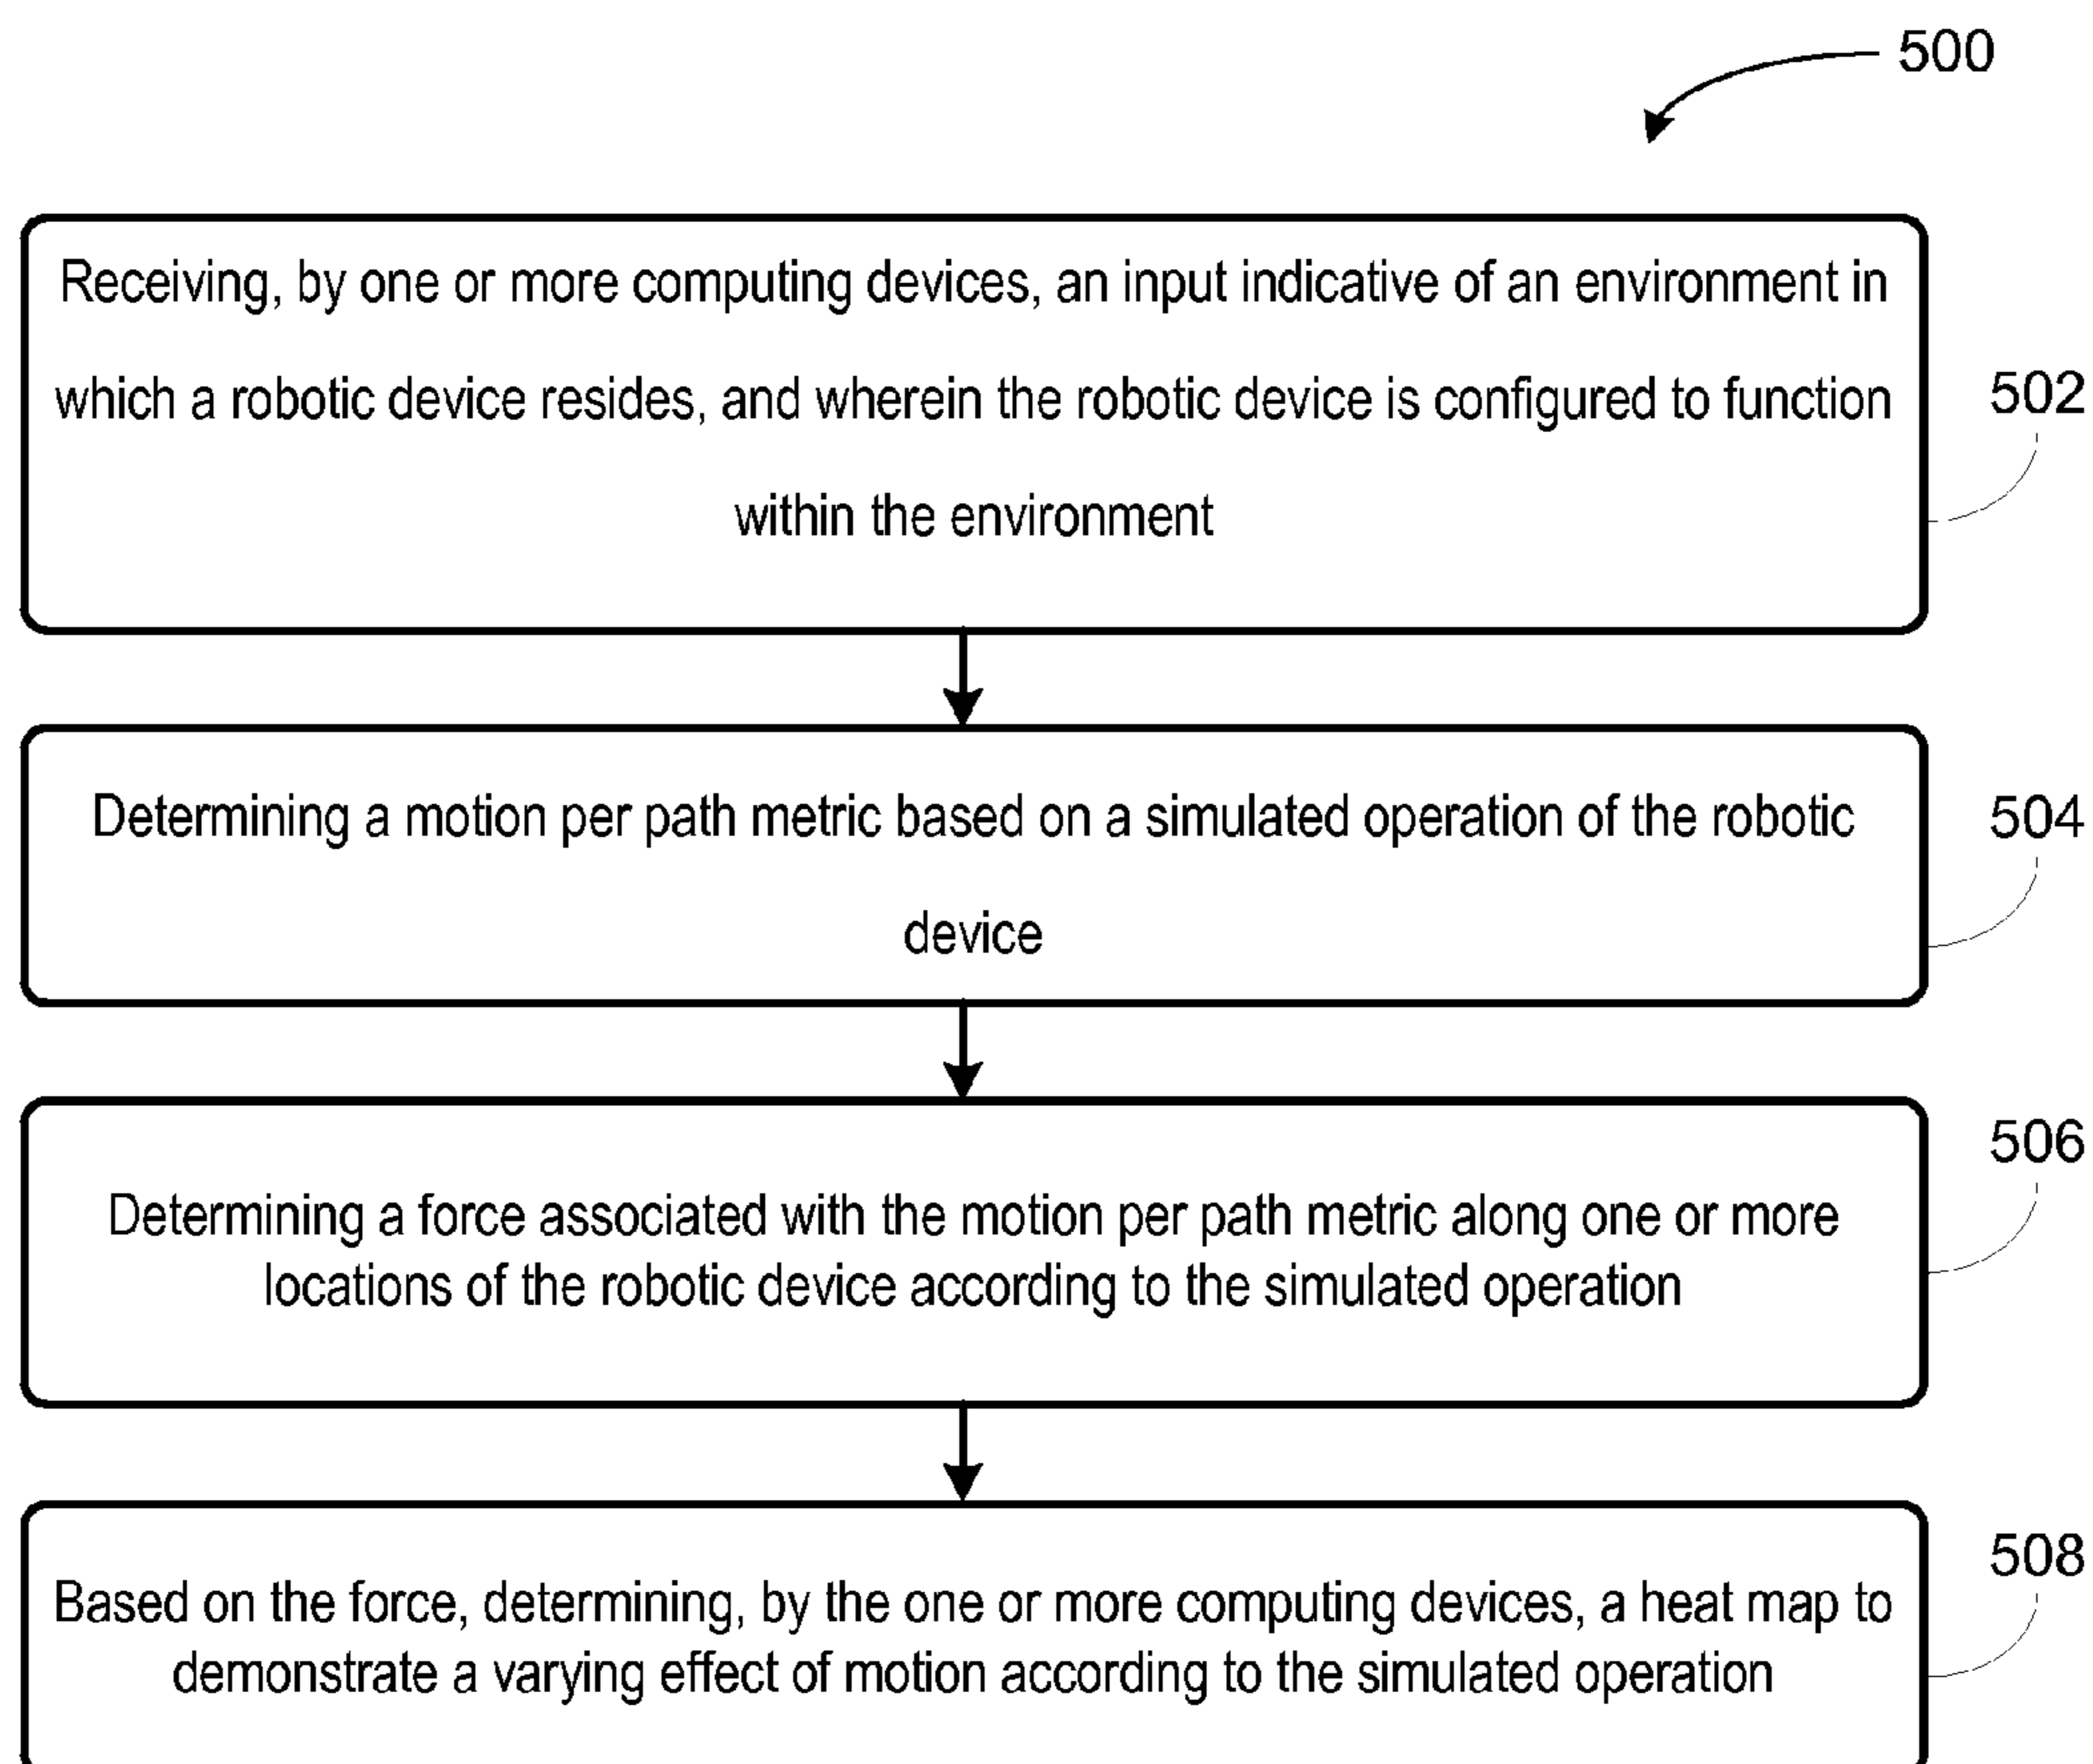 500
Receiving, by one or more computing devices, an input indicative of an environment in
which a robotic device resides, and wherein the robotic device is configured to function
within the environment
502
Determining a motion per path metric based on a simulated operation of the robotic
device
504
Determining a force associated with the motion per path metric along one or more
locations of the robotic device according to the simulated operation
506
Based on the force, determining, by the one or more computing devices, a heat map to
demonstrate a varying effect of motion according to the simulated operation
508